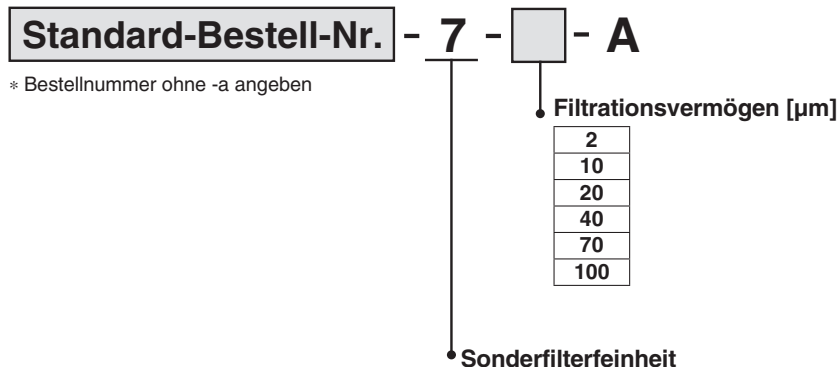 Standard-Bestell-Nr. - 7 - - A
* Bestellnummer ohne -a angeben
Filtrationsvermögen [µm]
2
10
20
40
70
100
Sonderfilterfeinheit